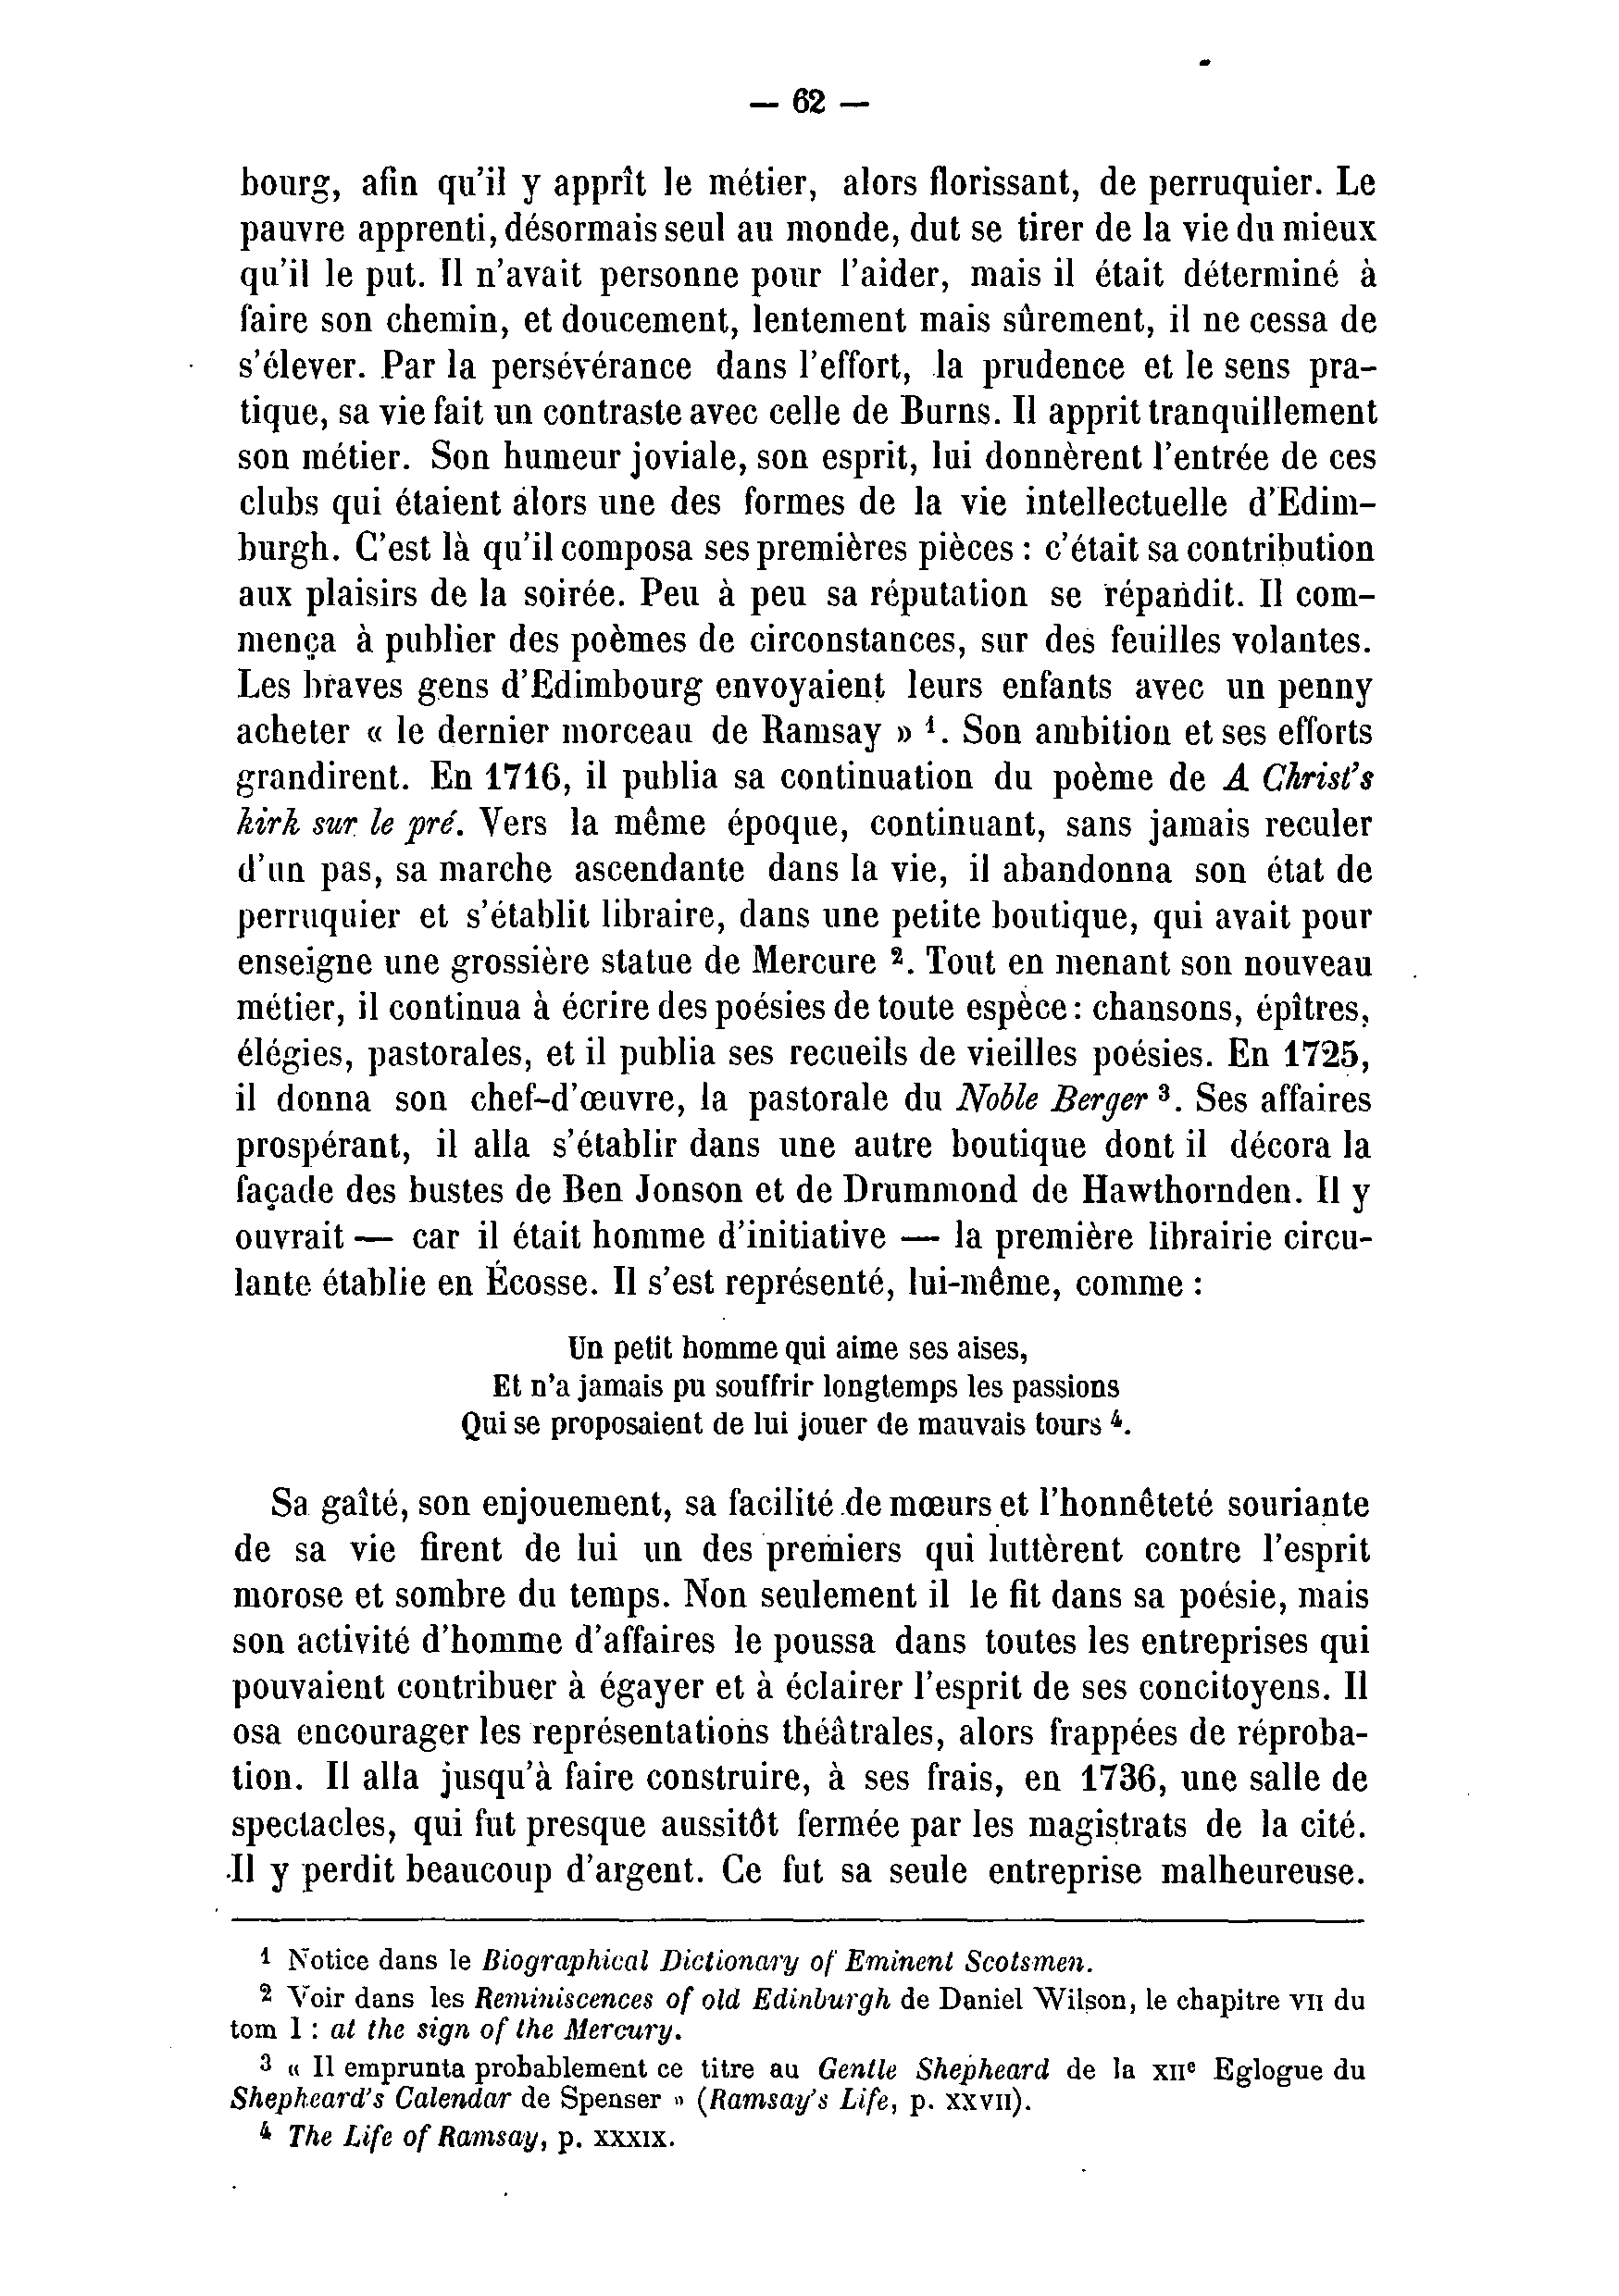 — 62 —
bourg, afin qu'il y apprît le métier, alors florissant, de perruquier. Le
pauvre apprenti, désormais seul au monde, dut se tirer de la vie du mieux
qu'il le put. Il n'avait personne pour l'aider, mais il était déterminé à
faire son chemin, et doucement, lentement mais sûrement, il ne cessa de
s'élever. Par la persévérance dans l'effort, la prudence et le sens pra-
tique, sa vie fait un contraste avec celle de Burns. Il apprit tranquillement
son métier. Son humeur joviale, son esprit, lui donnèrent l'entrée de ces
clubs qui étaient alors une des formes de la vie intellectuelle d'Edim-
burgh. C'est là qu'il composa ses premières pièces : c'était sa contribution
aux plaisirs de la soirée. Peu à peu sa réputation se répandit. Il com-
mença à publier des poèmes de circonstances, sur des feuilles volantes.
Les braves gens d'Edimbourg envoyaient leurs enfants avec un penny
acheter « le dernier morceau de Ramsay » ¹. Son ambition et ses efforts
grandirent. En 1716, il publia sa continuation du poème de A Christ's
kirk sur le pré. Vers la même époque, continuant, sans jamais reculer
d'un pas, sa marche ascendante dans la vie, il abandonna son état de
perruquier et s'établit libraire, dans une petite boutique, qui avait pour
enseigne une grossière statue de Mercure ². Tout en menant son nouveau
métier, il continua à écrire des poésies de toute espèce : chansons, épîtres,
élégies, pastorales, et il publia ses recueils de vieilles poésies. En 1725,
il donna son chef-d'œuvre, la pastorale du Noble Berger ³. Ses affaires
prospérant, il alla s'établir dans une autre boutique dont il décora la
façade des bustes de Ben Jonson et de Drummond de Hawthornden. Il y
ouvrait — car il était homme d'initiative — la première librairie circu-
lante établie en Écosse. Il s'est représenté, lui-même, comme :
Un petit homme qui aime ses aises,
Et n'a jamais pu souffrir longtemps les passions
Qui se proposaient de lui jouer de mauvais tours ⁴.
Sa gaîté, son enjouement, sa facilité de mœurs et l'honnêteté souriante
de sa vie firent de lui un des premiers qui luttèrent contre l'esprit
morose et sombre du temps. Non seulement il le fit dans sa poésie, mais
son activité d'homme d'affaires le poussa dans toutes les entreprises qui
pouvaient contribuer à égayer et à éclairer l'esprit de ses concitoyens. Il
osa encourager les représentations théâtrales, alors frappées de réproba-
tion. Il alla jusqu'à faire construire, à ses frais, en 1736, une salle de
spectacles, qui fut presque aussitôt fermée par les magistrats de la cité.
Il y perdit beaucoup d'argent. Ce fut sa seule entreprise malheureuse.
¹ Notice dans le Biographical Dictionary of Eminent Scotsmen.
² Voir dans les Reminiscences of old Edinburgh de Daniel Wilson, le chapitre VII du
tom I : at the sign of the Mercury.
³ « Il emprunta probablement ce titre au Gentle Shepheard de la XIIe Eglogue du
Shepheard's Calendar de Spenser » (Ramsay's Life, p. XXVII).
⁴ The Life of Ramsay, p. XXXIX.